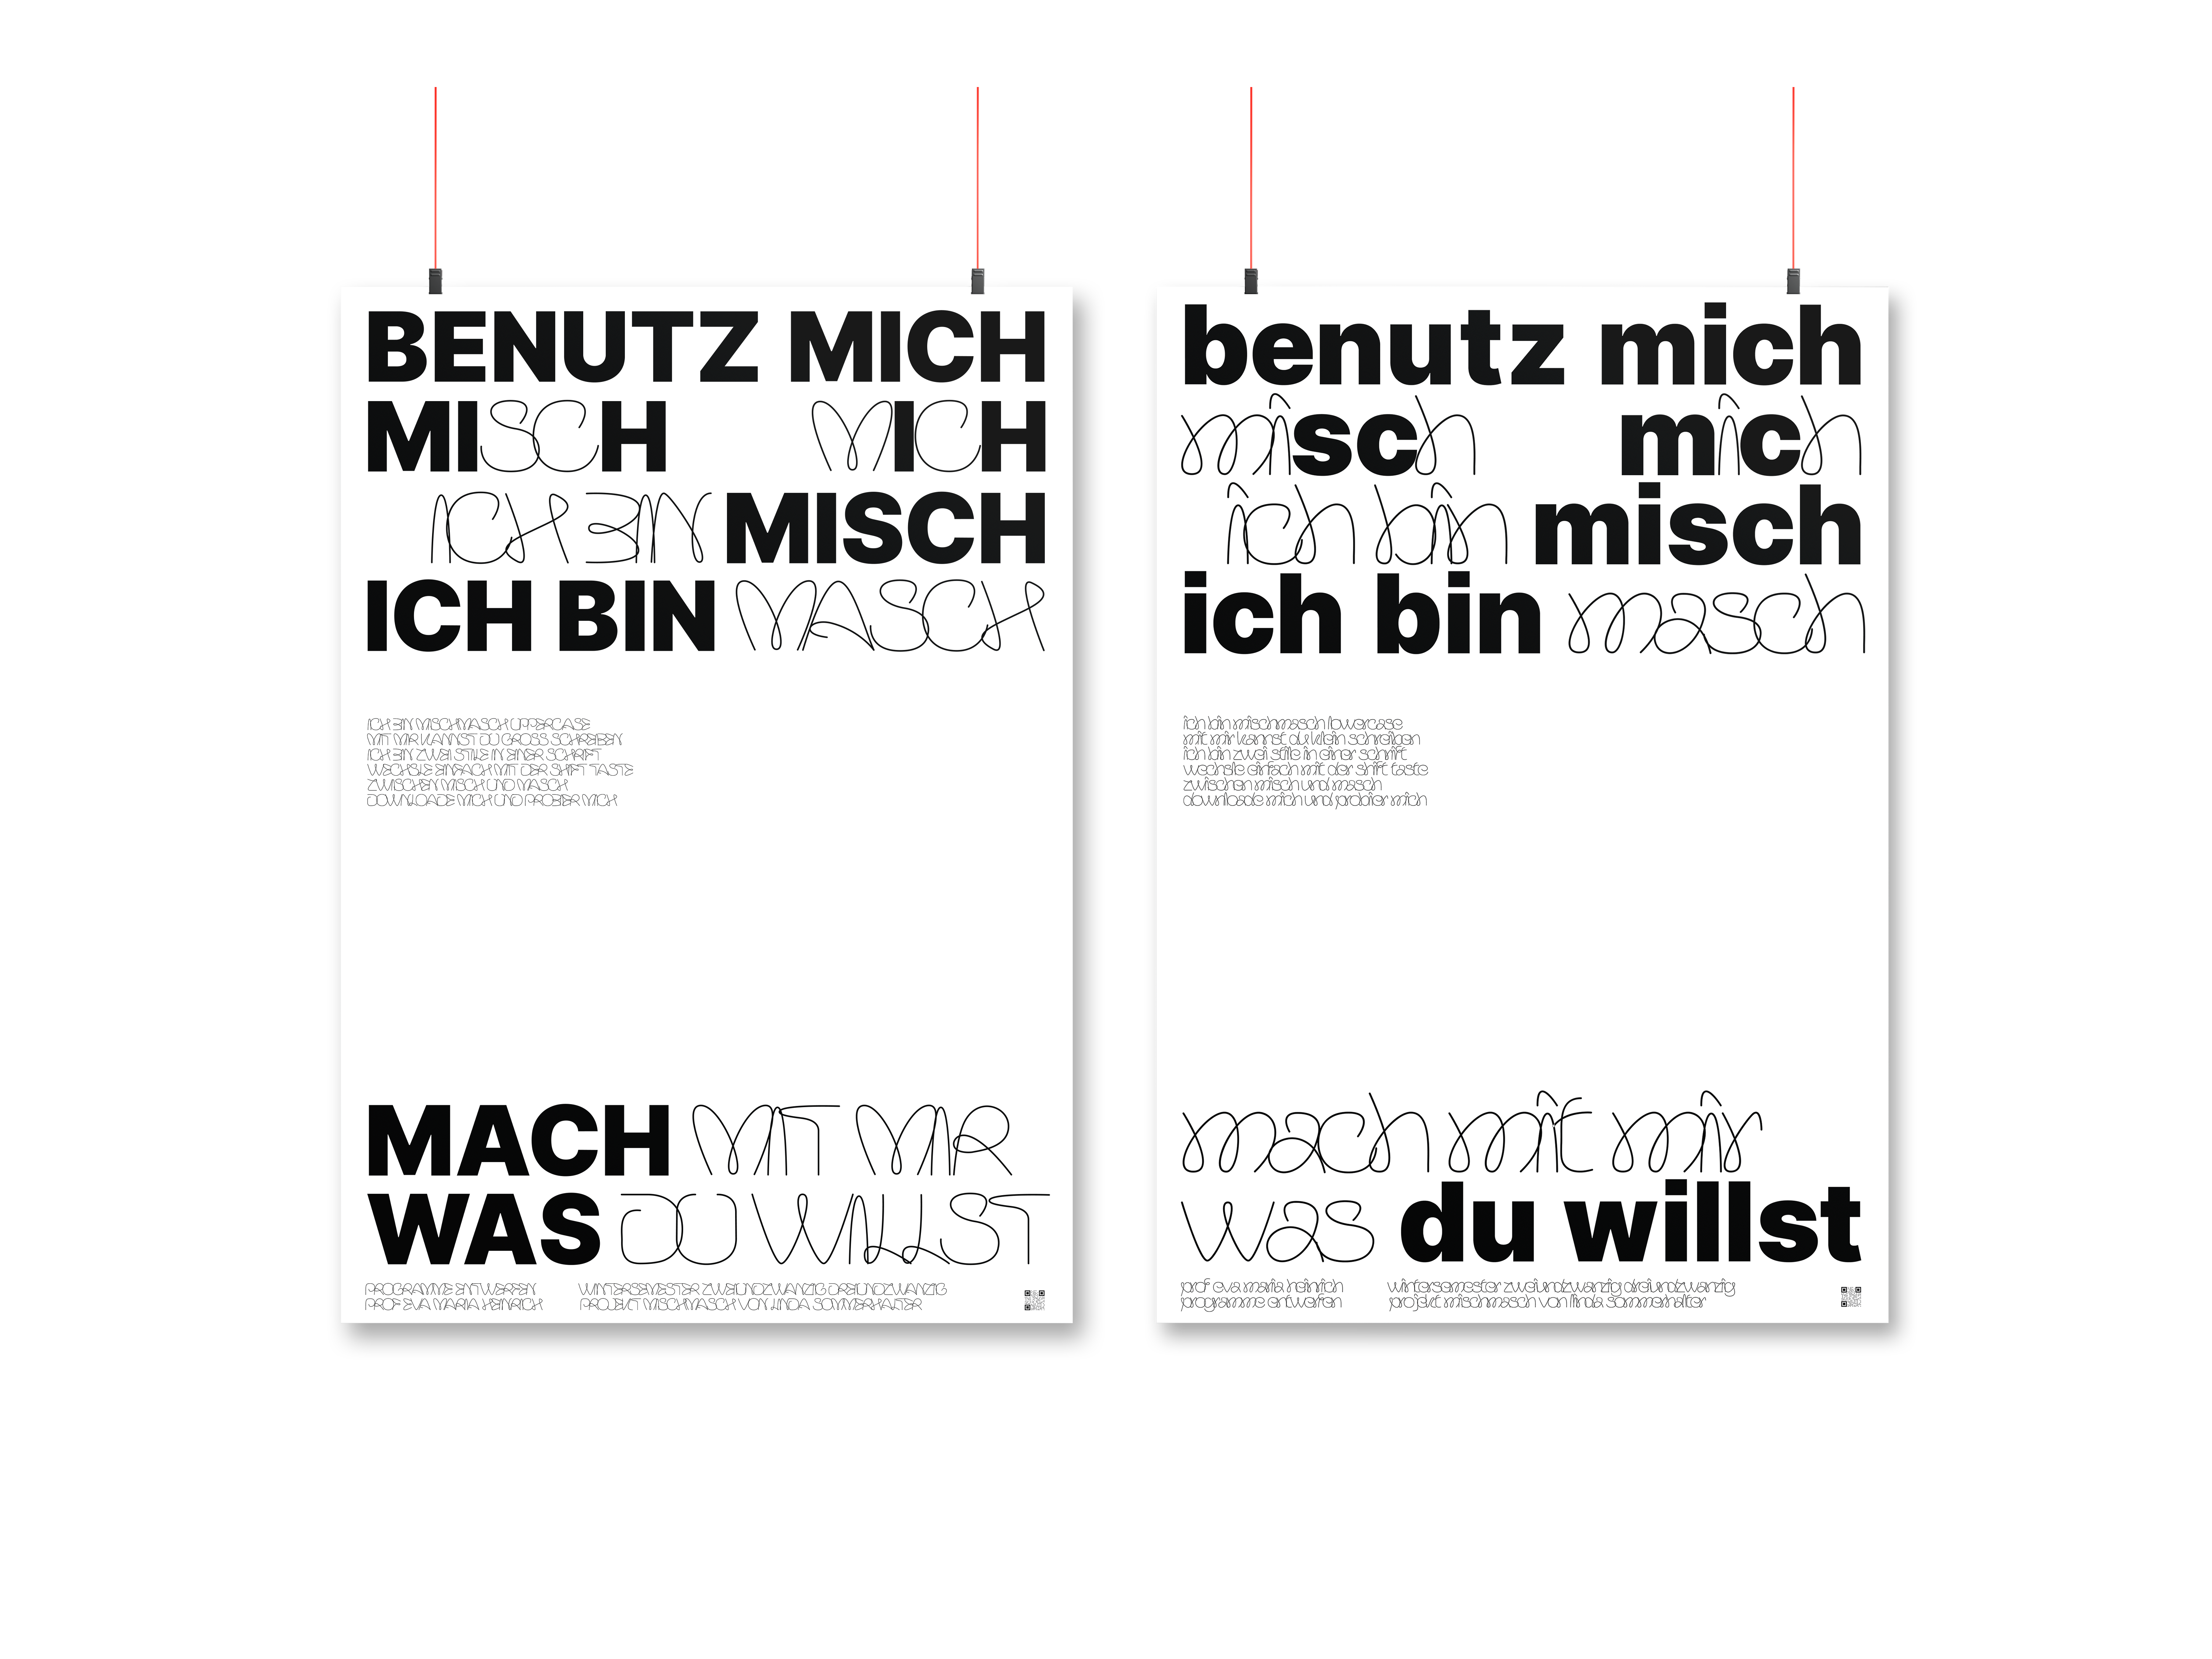 BENUTZ MICH
MISCH MICH
ICH BIN MISCH
ICH BIN MASCH
ICH BIN MISCHMASCH UPPERCASE
MIT MIR KANNST DU GROSS SCHREIBEN
ICH BIN ZWEI STILE IN EINER SCHRIFT
WECHSLE EINFACH MIT DER SHIFT TASTE
ZWISCHEN MISCH UND MASCH
DOWNLOADE MICH UND PROBIER MICH
MACH MIT MIR
WAS DU WILLST
PROGRAMME ENTWERFEN
PROF EVA MARIA HEINRICH
WINTERSEMESTER ZWEIUNDZWANZIG DREIUNDZWANZIG
PROJEKT MISCHMASCH VON LINDA SOMMERHALTER
benutz mich
misch mich
ich bin misch
ich bin masch
ich bin mischmasch lowercase
mit mir kannst du klein schreiben
ich bin zwei stile in einer schrift
wechsle einfach mit der shift taste
zwischen misch und masch
downloade mich und probier mich
mach mit mir
was du willst
prof eva maria heinrich
programme entwerfen
wintersemester zweiundzwanzig dreiundzwanzig
projekt mischmasch von linda sommerhalter